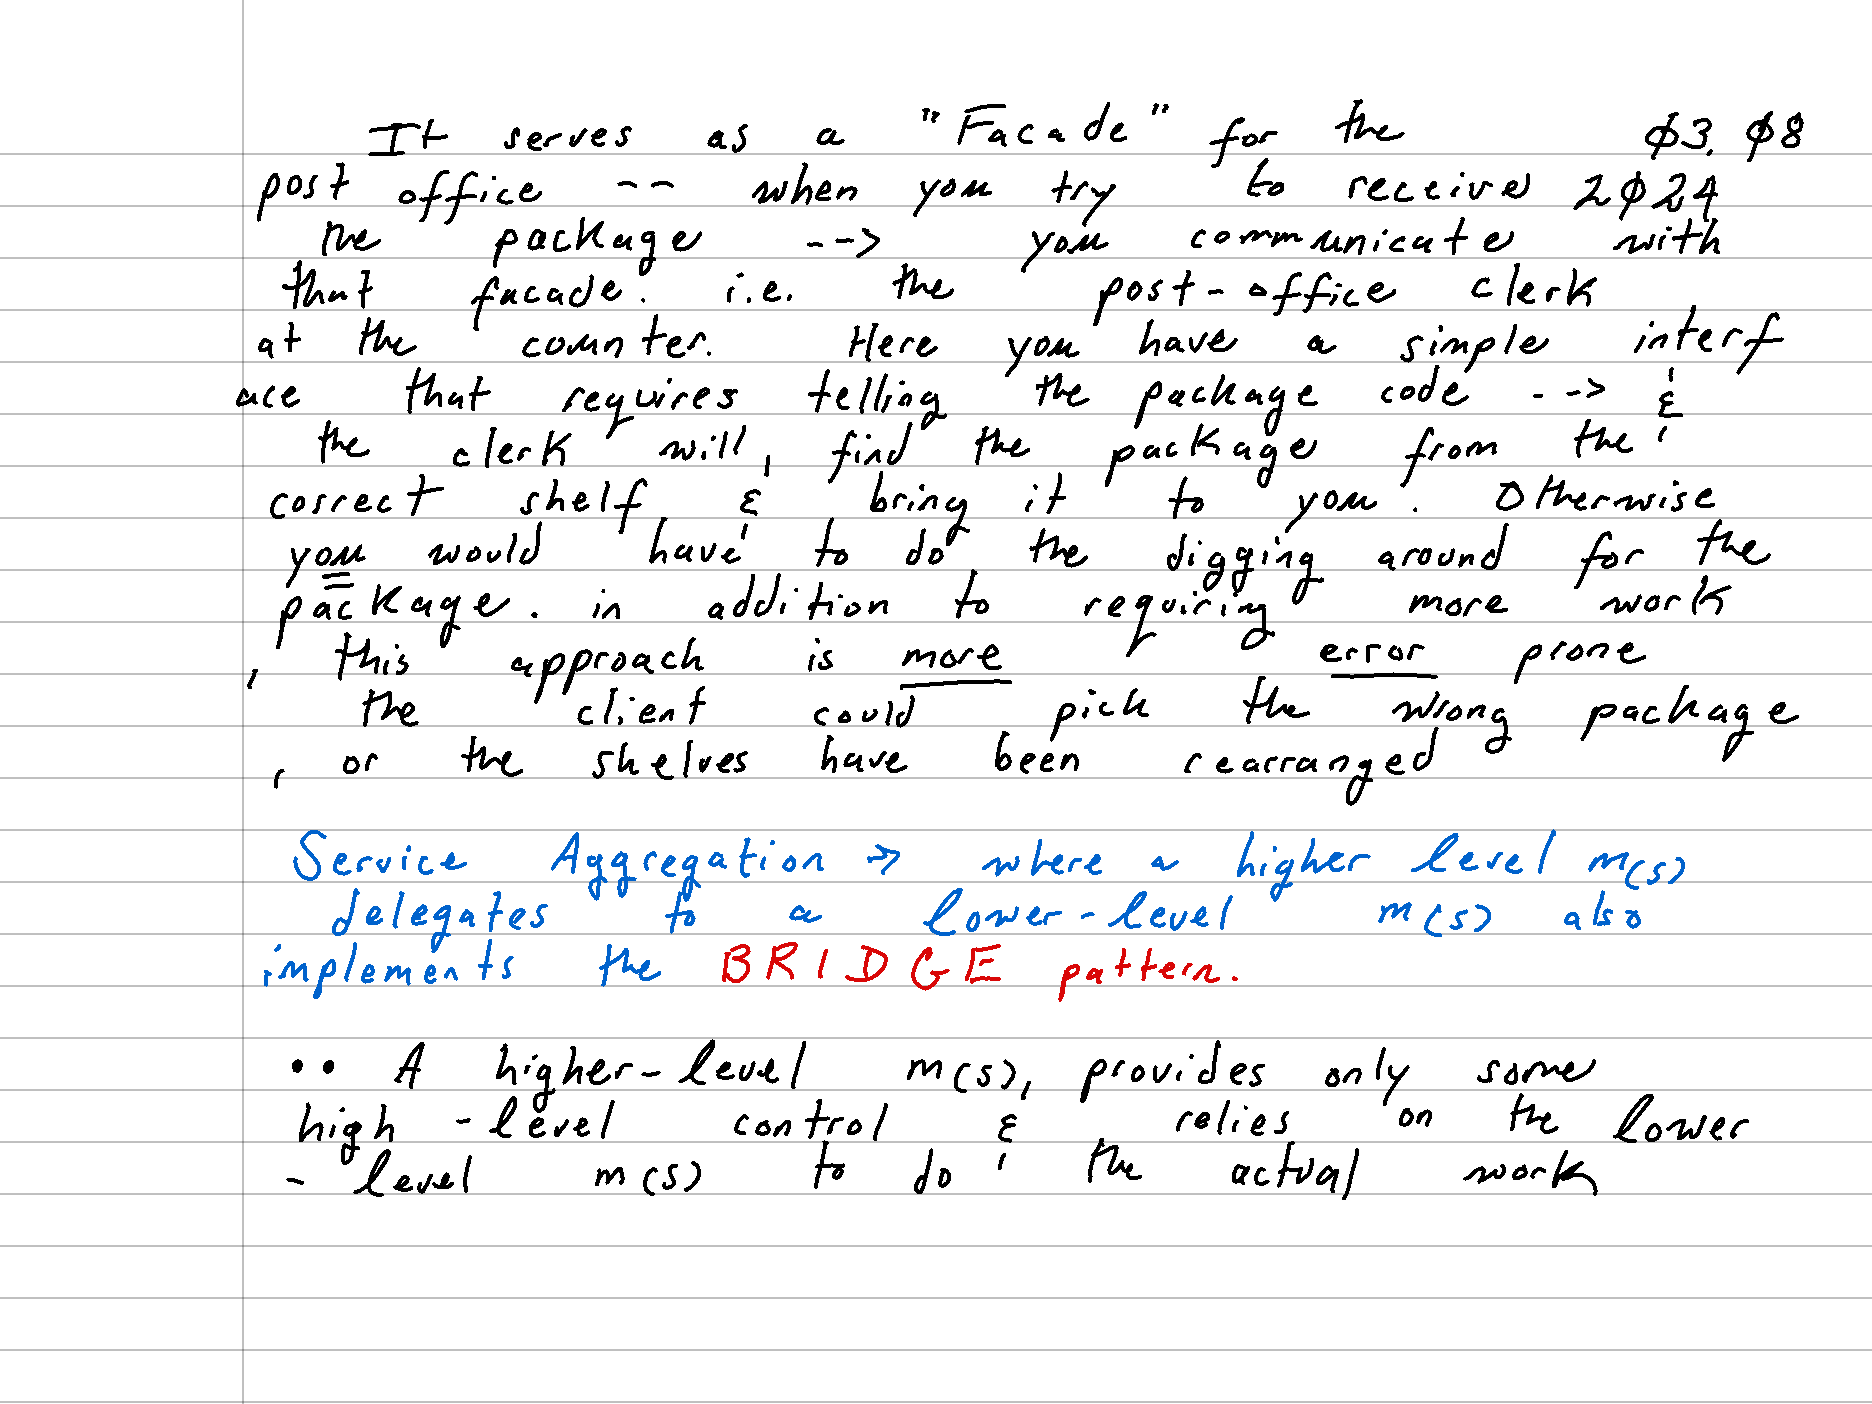 It serves as a "Facade" for the φ3. φ8
post office -- when you try to receive 2φ24
the package --> you communicate with
that facade. i.e. the post-office clerk
at the counter. Here you have a simple interf
ace that requires telling the package code --> &
the clerk will, find the package from the
correct shelf & bring it to you. Otherwise
you would have to do the digging around for the
package. in addition to requiring more work
, this approach is more error prone
the client could pick the wrong package
, or the shelves have been rearranged
Service Aggregation -> where a higher level m(s)
delegates to a lower-level m(s) also
implements the BRIDGE pattern.
•• A higher-level m(s), provides only some
high-level control & relies on the lower
-level m(s) to do the actual work